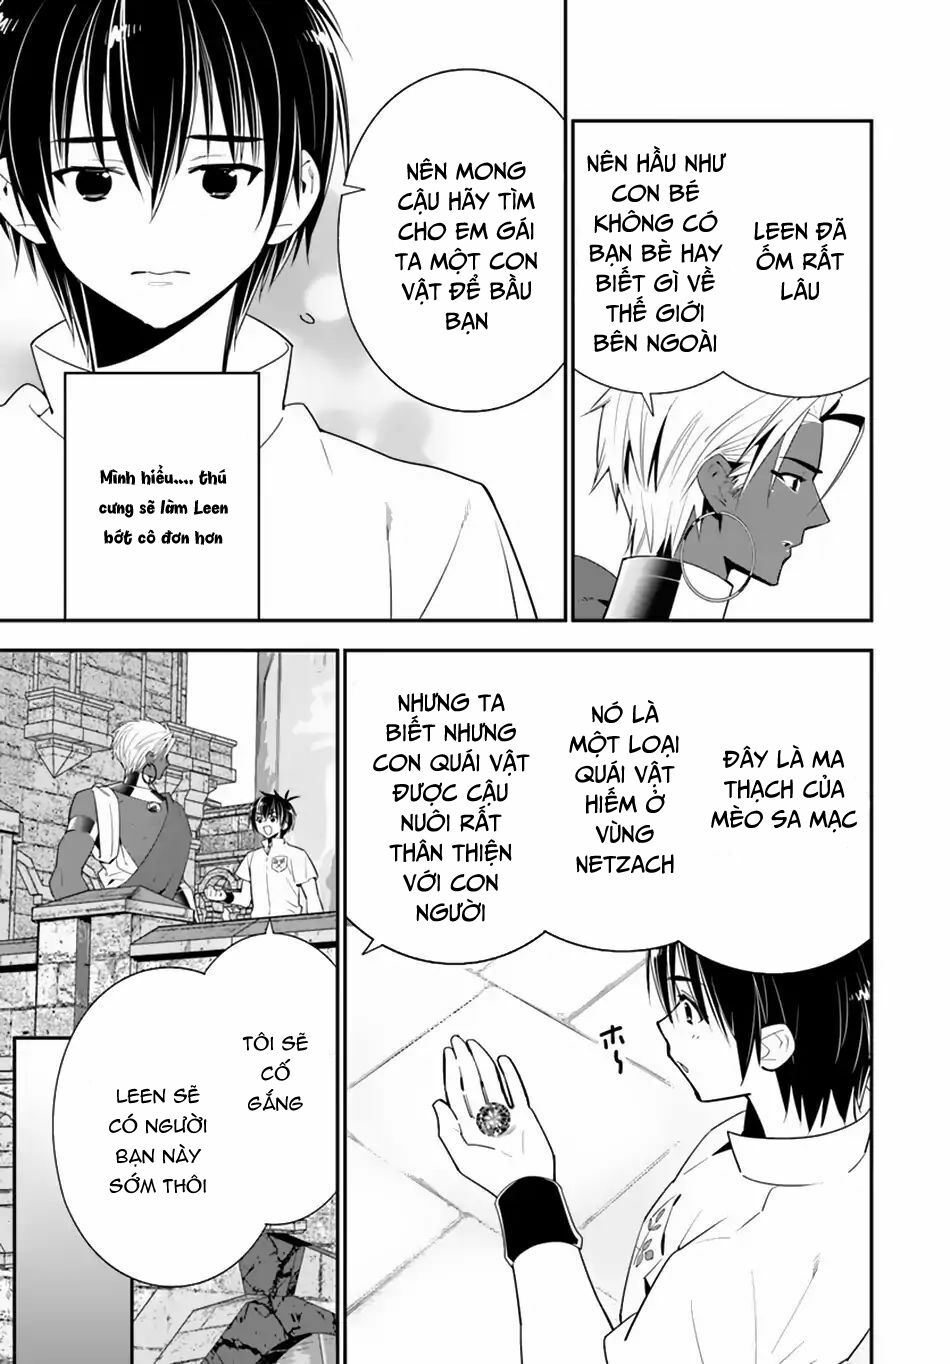 LEEN ĐÃ
ỐM RẤT
LÂU
NÊN HẦU NHƯ
CON BÉ
KHÔNG CÓ
BẠN BÈ HAY
BIẾT GÌ VỀ
THẾ GIỚI
BÊN NGOÀI
NÊN MONG
CẬU HÃY TÌM
CHO EM GÁI
TA MỘT CON
VẬT ĐỂ BẦU
BẠN
Mình hiểu...., thú
cưng sẽ làm Leen
bớt cô đơn hơn
ĐÂY LÀ MA
THẠCH CỦA
MÈO SA MẠC
NÓ LÀ
MỘT LOẠI
QUÁI VẬT
HIẾM Ở
VÙNG
NETZACH
NHƯNG TA
BIẾT NHƯNG
CON QUÁI VẬT
ĐƯỢC CẬU
NUÔI RẤT
THÂN THIỆN
VỚI CON
NGƯỜI
ホ〜
TÔI SẼ
CỐ
GẮNG
LEEN SẼ
CÓ NGƯỜI
BẠN NÀY
SỚM THÔI